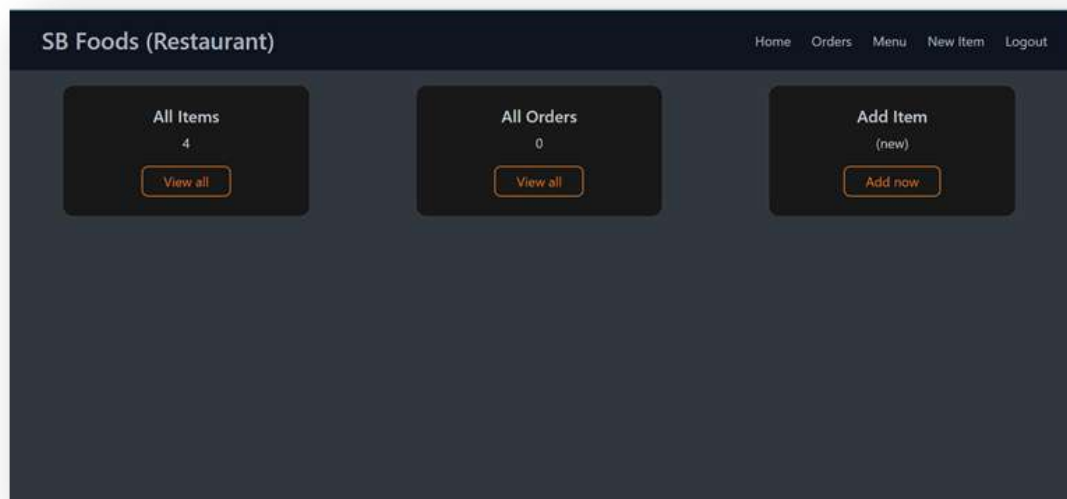 SB Foods (Restaurant)
Home Orders Menu New Item Logout
All Items
4
View all
All Orders
0
View all
Add Item
(new)
Add now